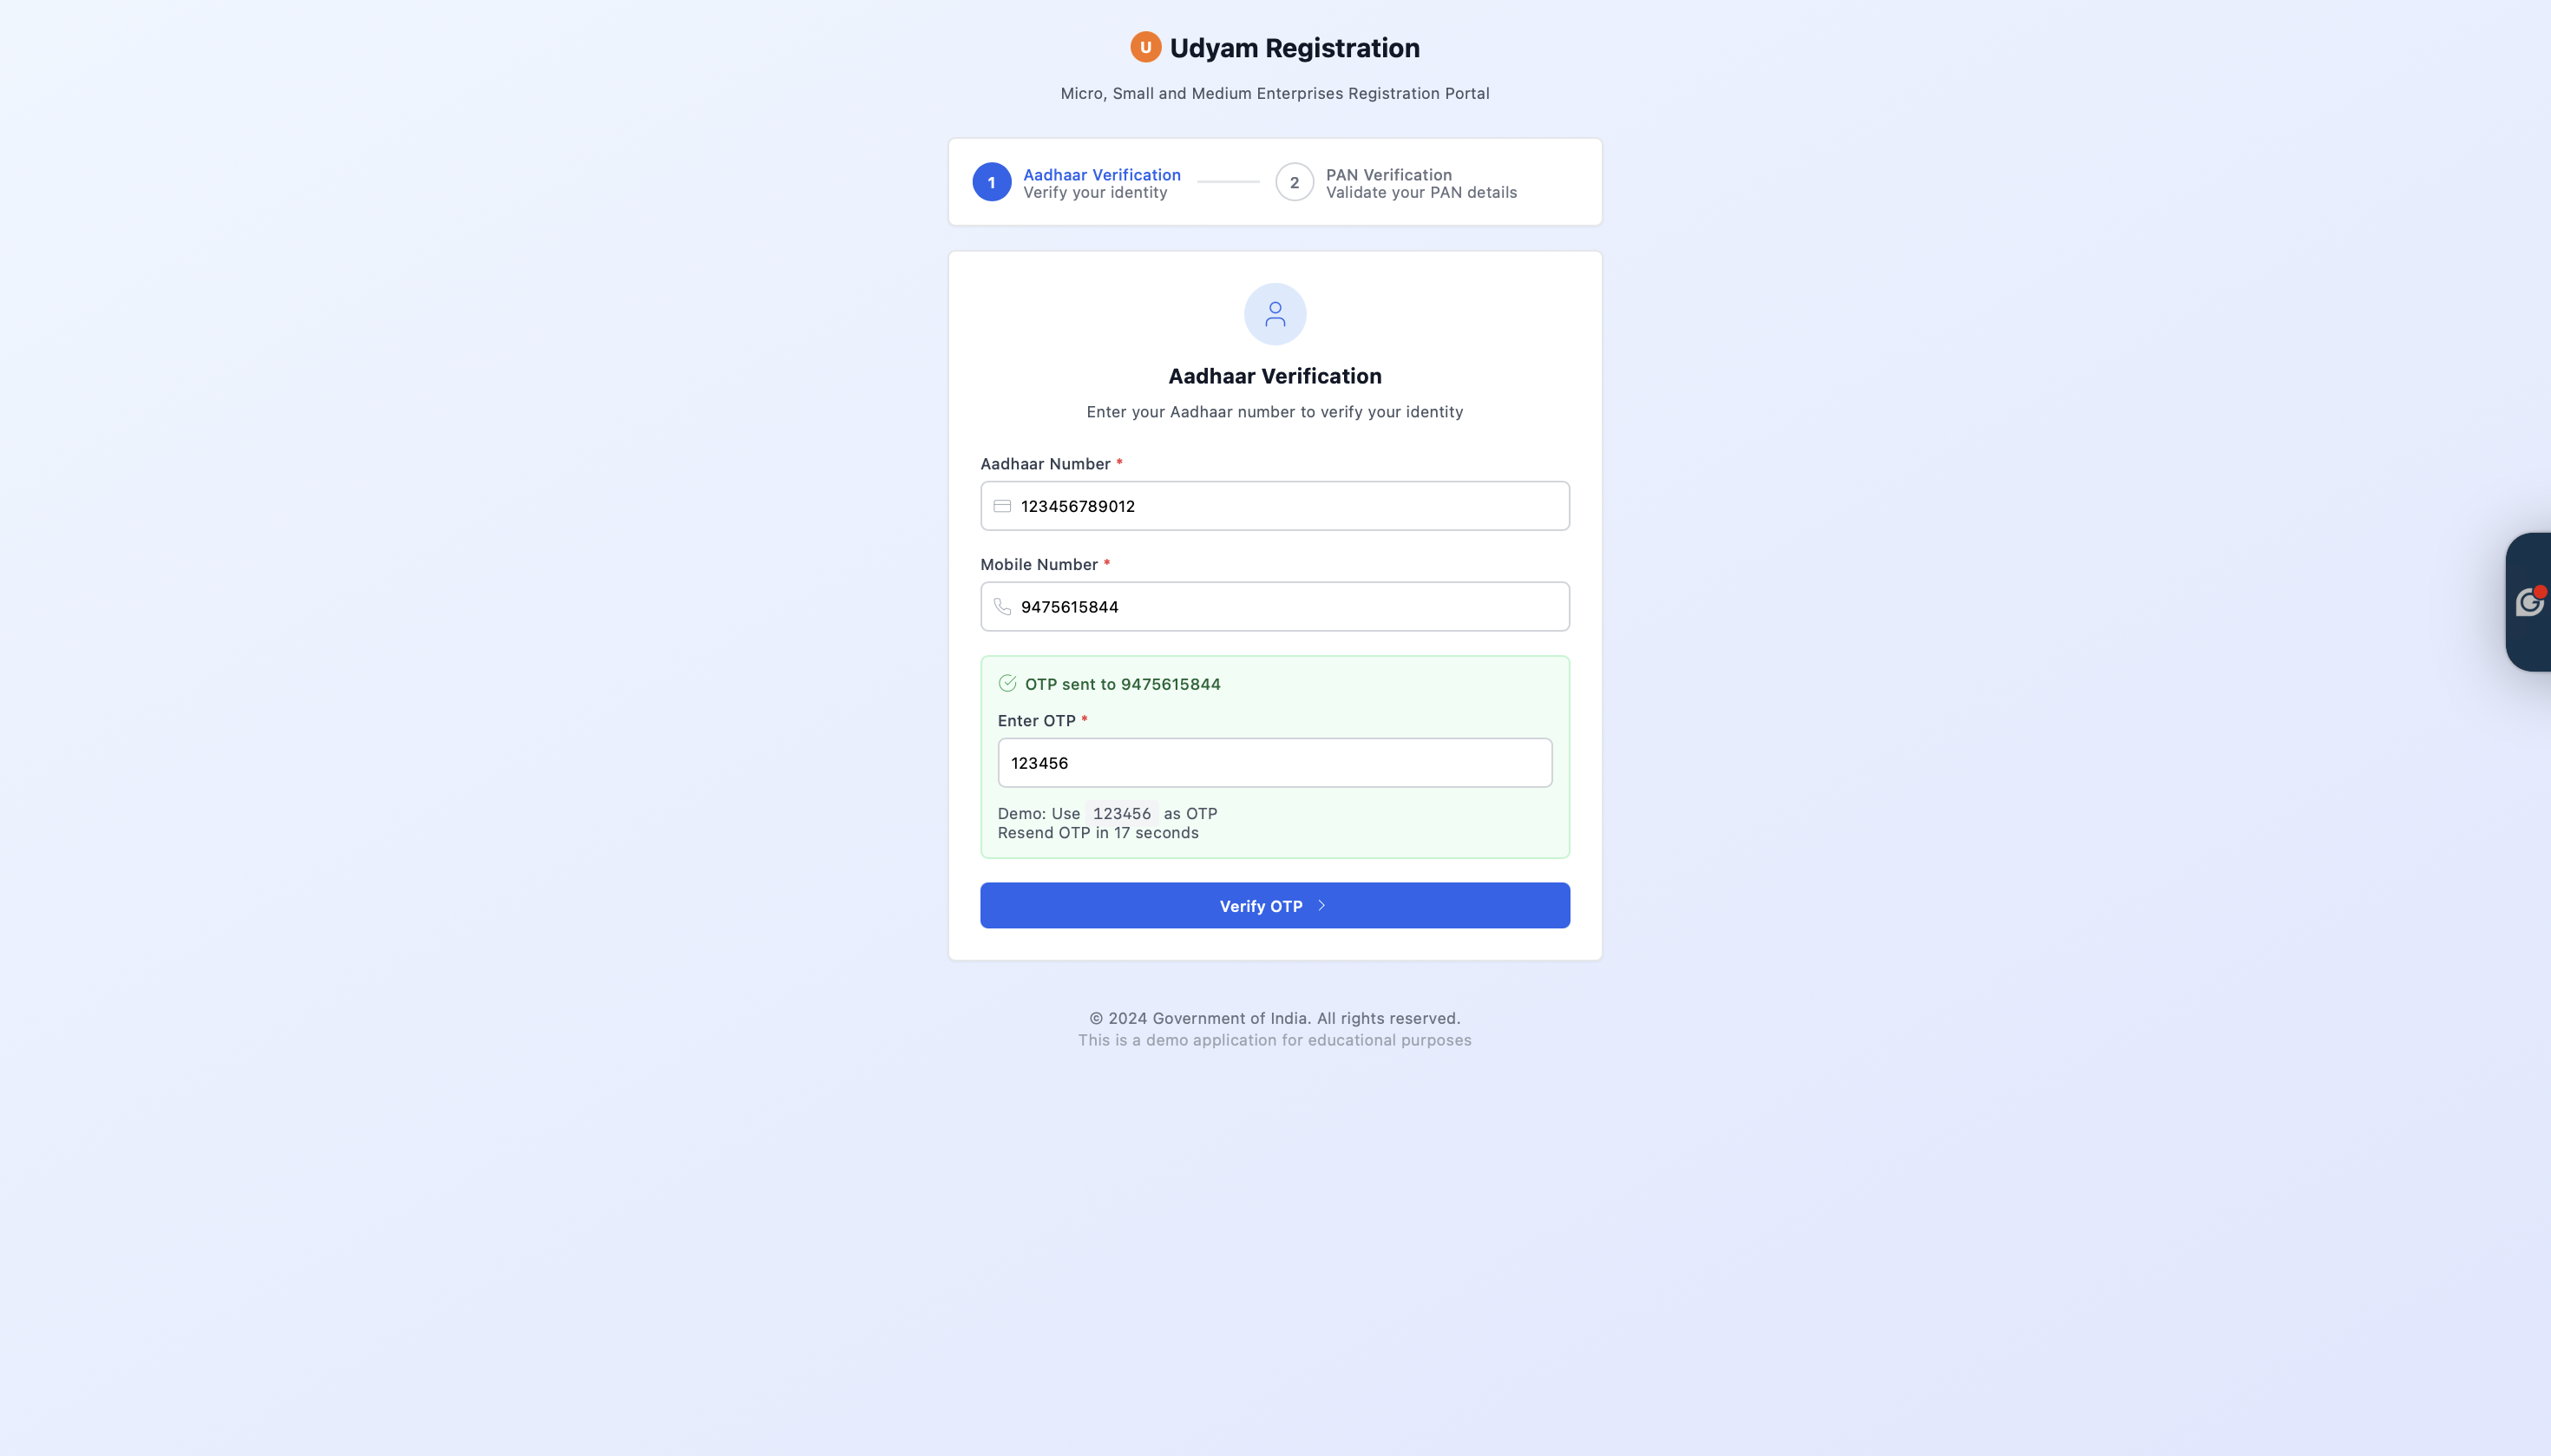 U Udyam Registration
Micro, Small and Medium Enterprises Registration Portal
1 Aadhaar Verification
Verify your identity
2 PAN Verification
Validate your PAN details
Aadhaar Verification
Enter your Aadhaar number to verify your identity
Aadhaar Number *
123456789012
Mobile Number *
9475615844
OTP sent to 9475615844
Enter OTP *
123456
Demo: Use 123456 as OTP
Resend OTP in 17 seconds
Verify OTP
© 2024 Government of India. All rights reserved.
This is a demo application for educational purposes